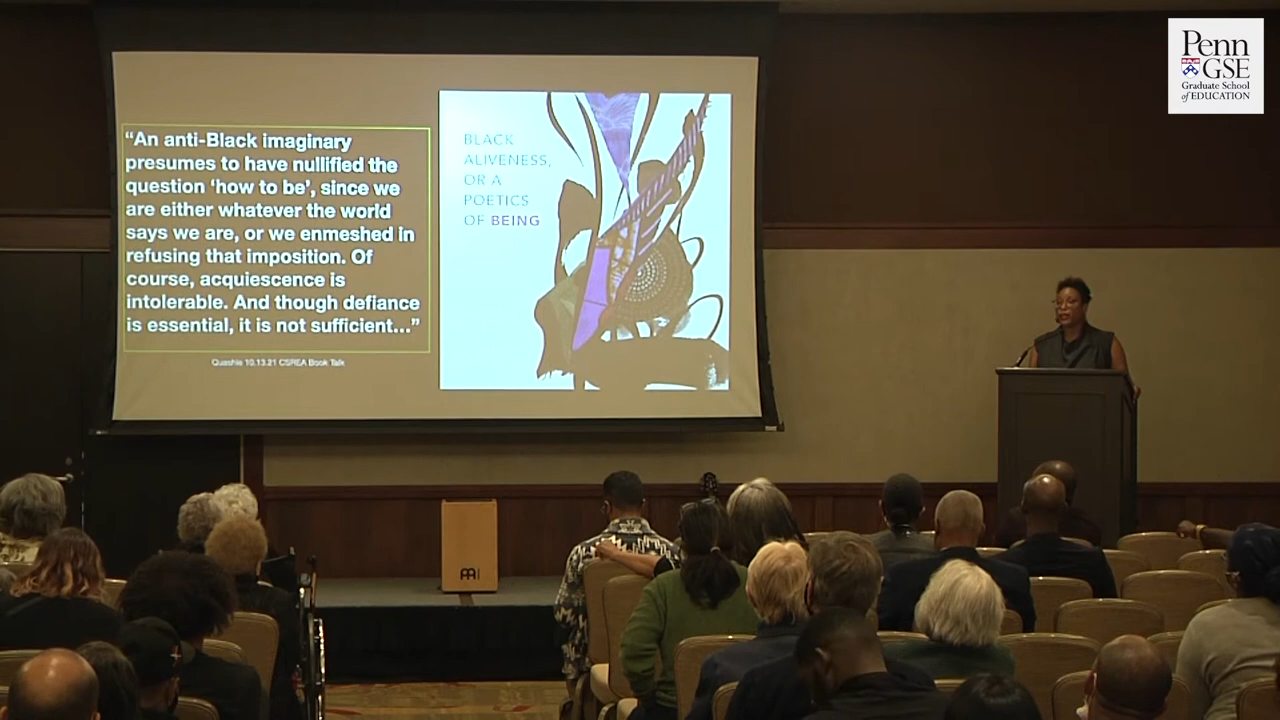 “An anti-Black imaginary
presumes to have nullified the
question ‘how to be’, since we
are either whatever the world
says we are, or we enmeshed in
refusing that imposition. Of
course, acquiescence is
intolerable. And though defiance
is essential, it is not sufficient...”
Quashie 10.13.21 CSREA Book Talk
BLACK
ALIVENESS,
OR A
POETICS
OF BEING
Penn
GSE
Graduate School
of EDUCATION